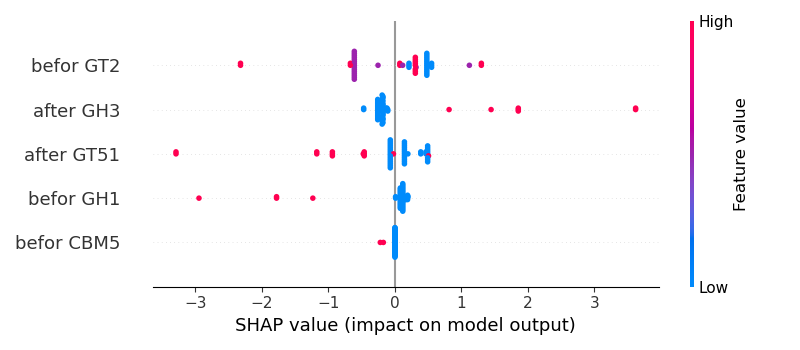 High
befor GT2
after GH3
after GT51
befor GH1
befor CBM5
Feature value
Low
−3 −2 −1 0 1 2 3
SHAP value (impact on model output)